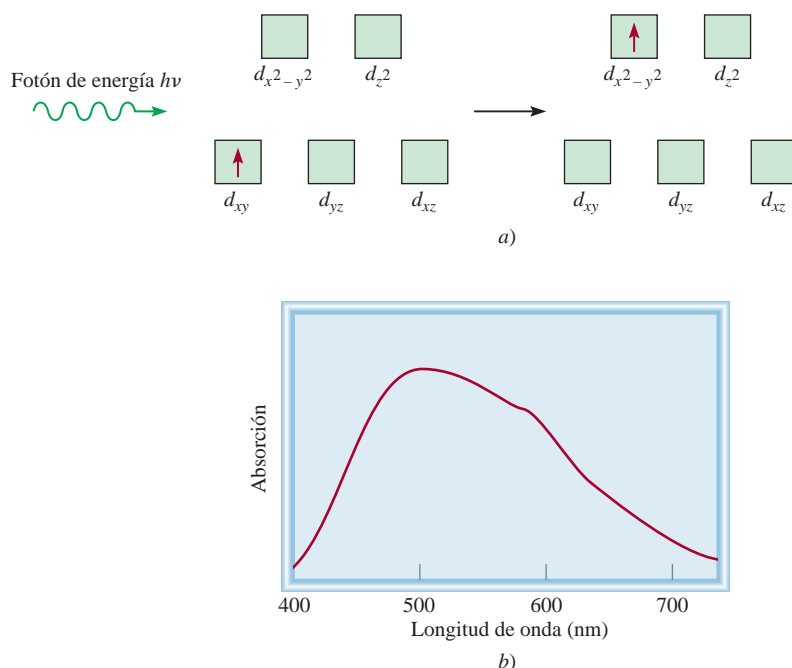 Fotón de energía hν
dx²–y² dz² dx²–y² dz²
dxy dyz dxz dxy dyz dxz
a)
Absorción
400 500 600 700
Longitud de onda (nm)
b)